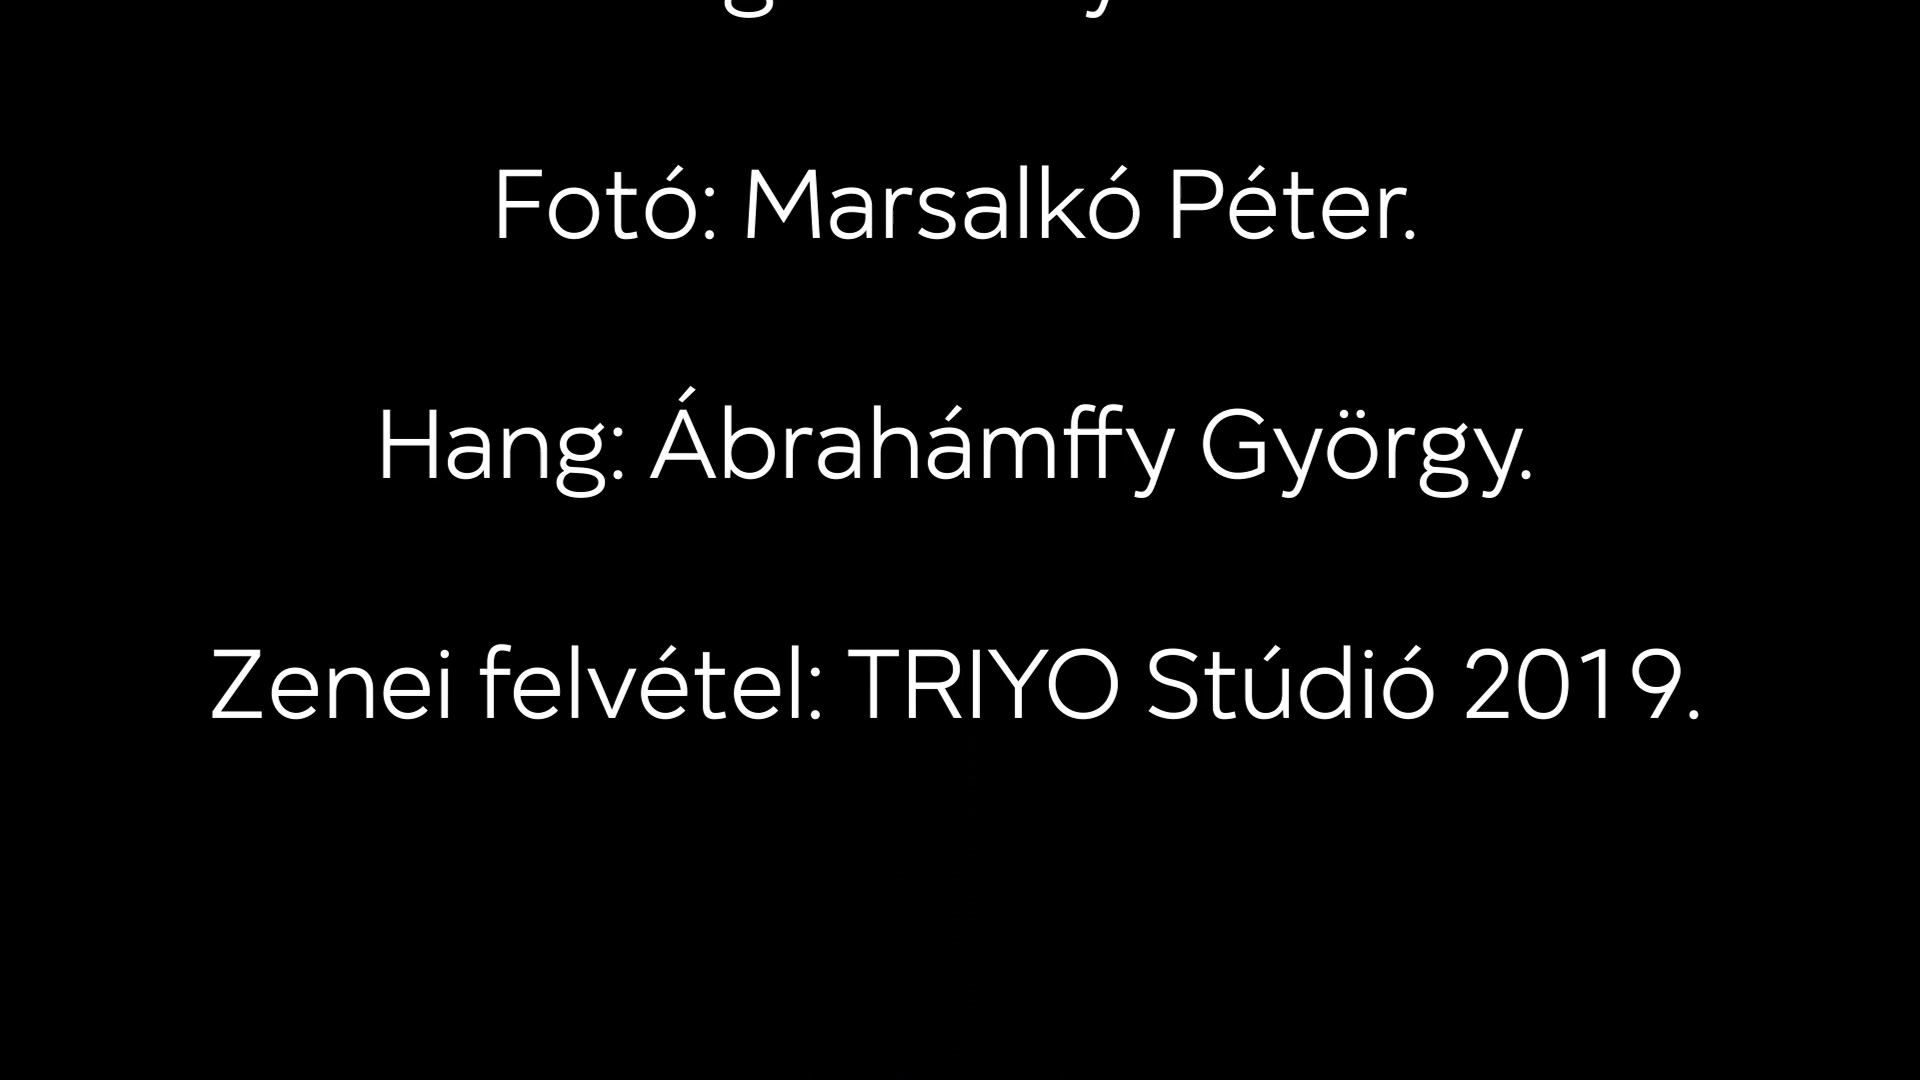 Fotó: Marsalkó Péter.
Hang: Ábrahámffy György.
Zenei felvétel: TRIYO Stúdió 2019.